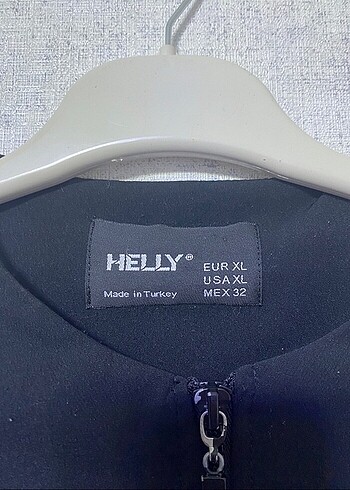 HELLY®
Made in Turkey
EUR XL
USA XL
MEX 32